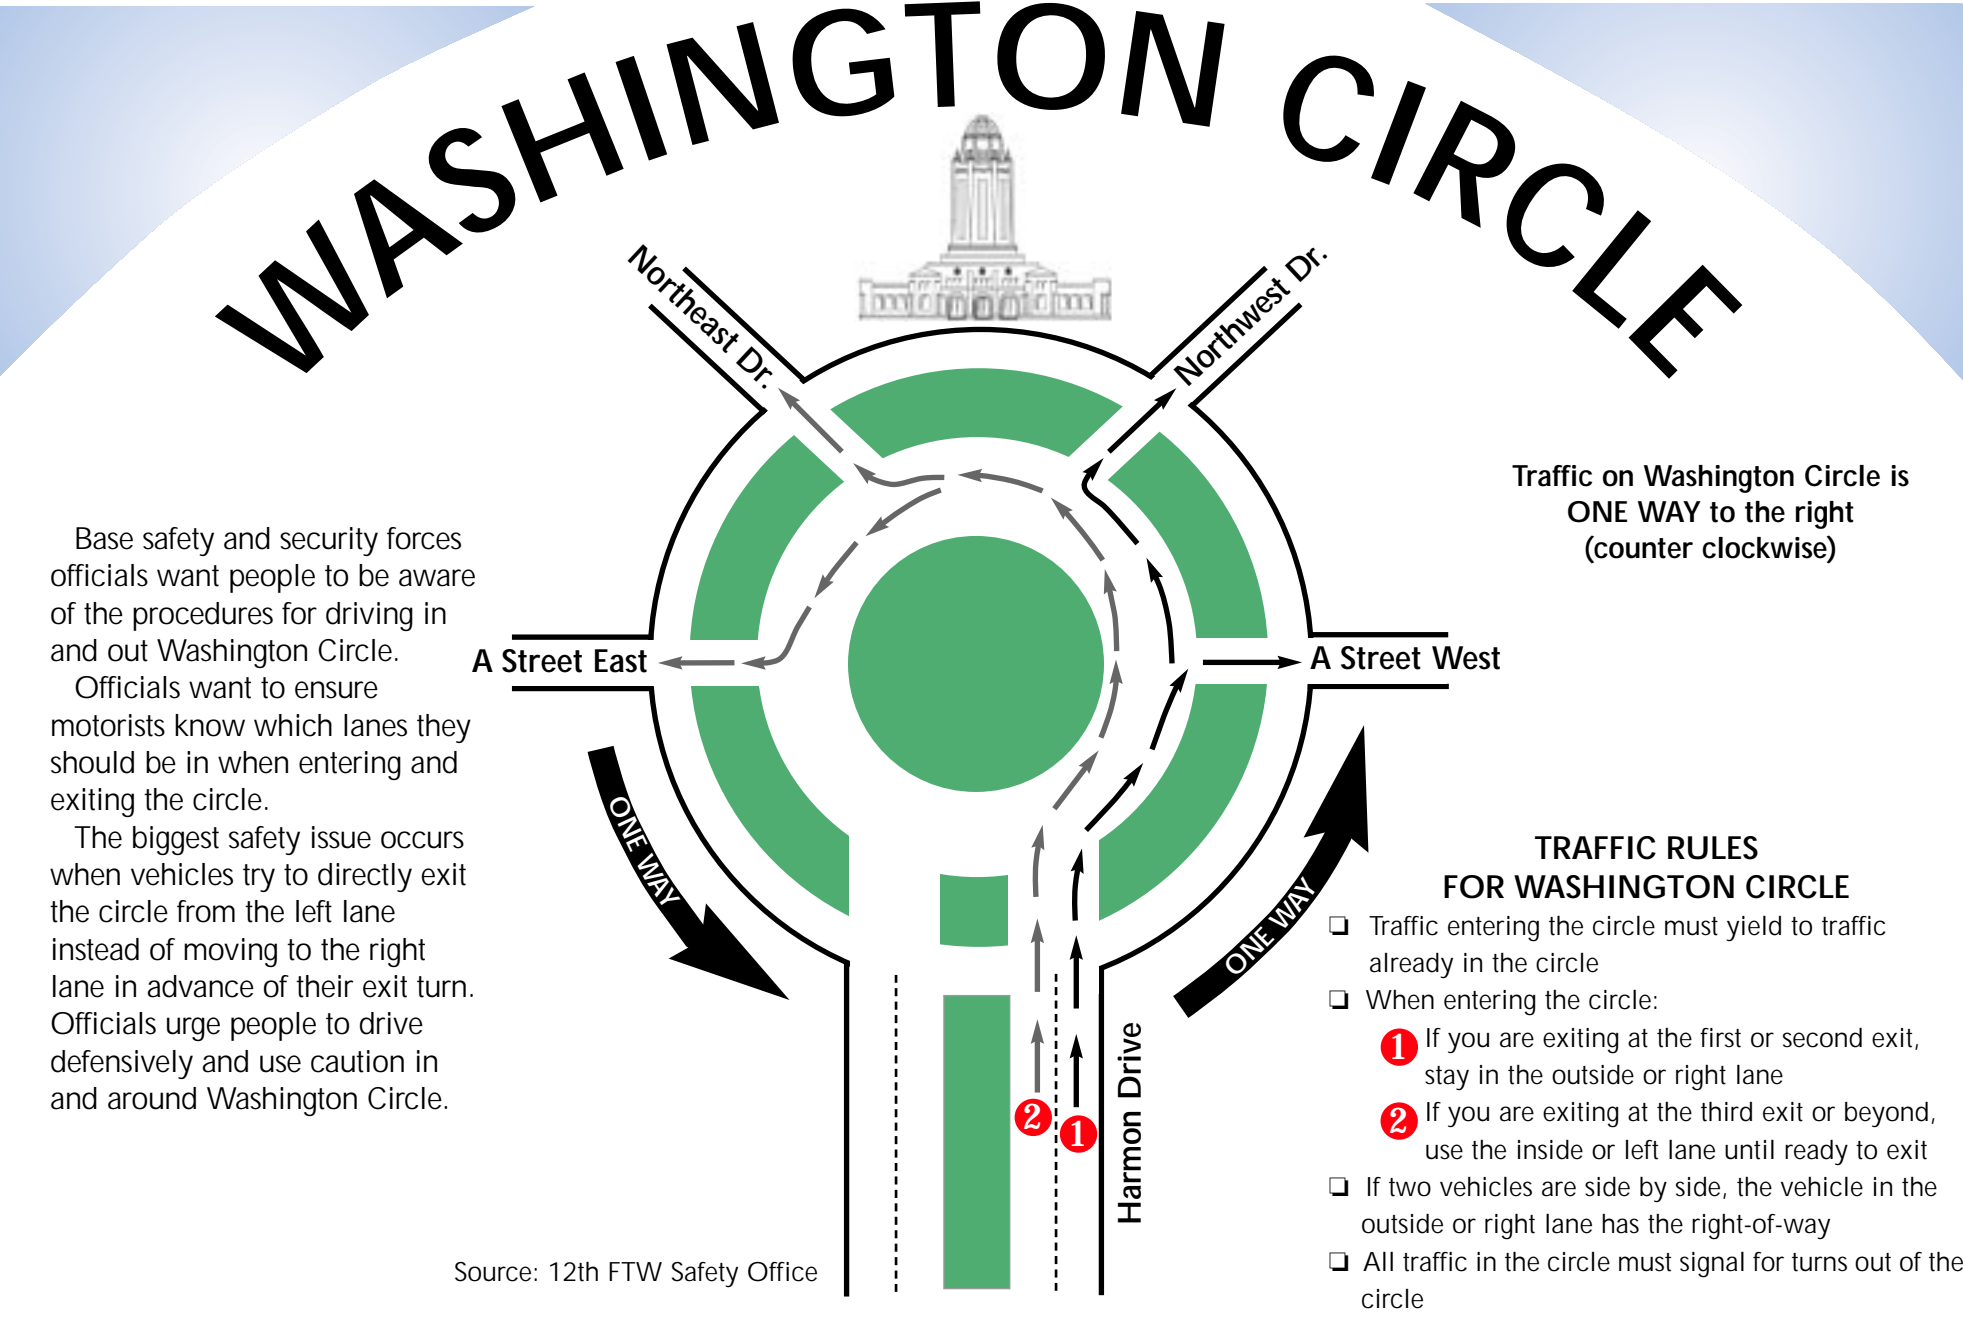 WASHINGTON CIRCLE
Northeast Dr.
Northwest Dr.
Traffic on Washington Circle is
ONE WAY to the right
(counter clockwise)
Base safety and security forces
officials want people to be aware
of the procedures for driving in
and out Washington Circle.
Officials want to ensure
motorists know which lanes they
should be in when entering and
exiting the circle.
The biggest safety issue occurs
when vehicles try to directly exit
the circle from the left lane
instead of moving to the right
lane in advance of their exit turn.
Officials urge people to drive
defensively and use caution in
and around Washington Circle.
A Street East
A Street West
ONE WAY
ONE WAY
Harmon Drive
2
1
TRAFFIC RULES
FOR WASHINGTON CIRCLE
❏ Traffic entering the circle must yield to traffic
already in the circle
❏ When entering the circle:
1 If you are exiting at the first or second exit,
stay in the outside or right lane
2 If you are exiting at the third exit or beyond,
use the inside or left lane until ready to exit
❏ If two vehicles are side by side, the vehicle in the
outside or right lane has the right-of-way
❏ All traffic in the circle must signal for turns out of the
circle
Source: 12th FTW Safety Office